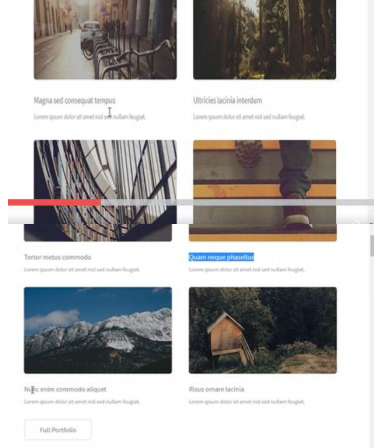 Magna sed consequat tempus
Ultricies lacinia interdum
Lorem ipsum dolor sit amet nisl sed nullam feugiat.
Lorem ipsum dolor sit amet nisl sed nullam feugiat.
Tortor metus commodo
Quam neque phasellus
Lorem ipsum dolor sit amet nisl sed nullam feugiat.
Lorem ipsum dolor sit amet nisl sed nullam feugiat.
Nunc enim commodo aliquet
Risus ornare lacinia
Lorem ipsum dolor sit amet nisl sed nullam feugiat.
Lorem ipsum dolor sit amet nisl sed nullam feugiat.
Full Portfolio